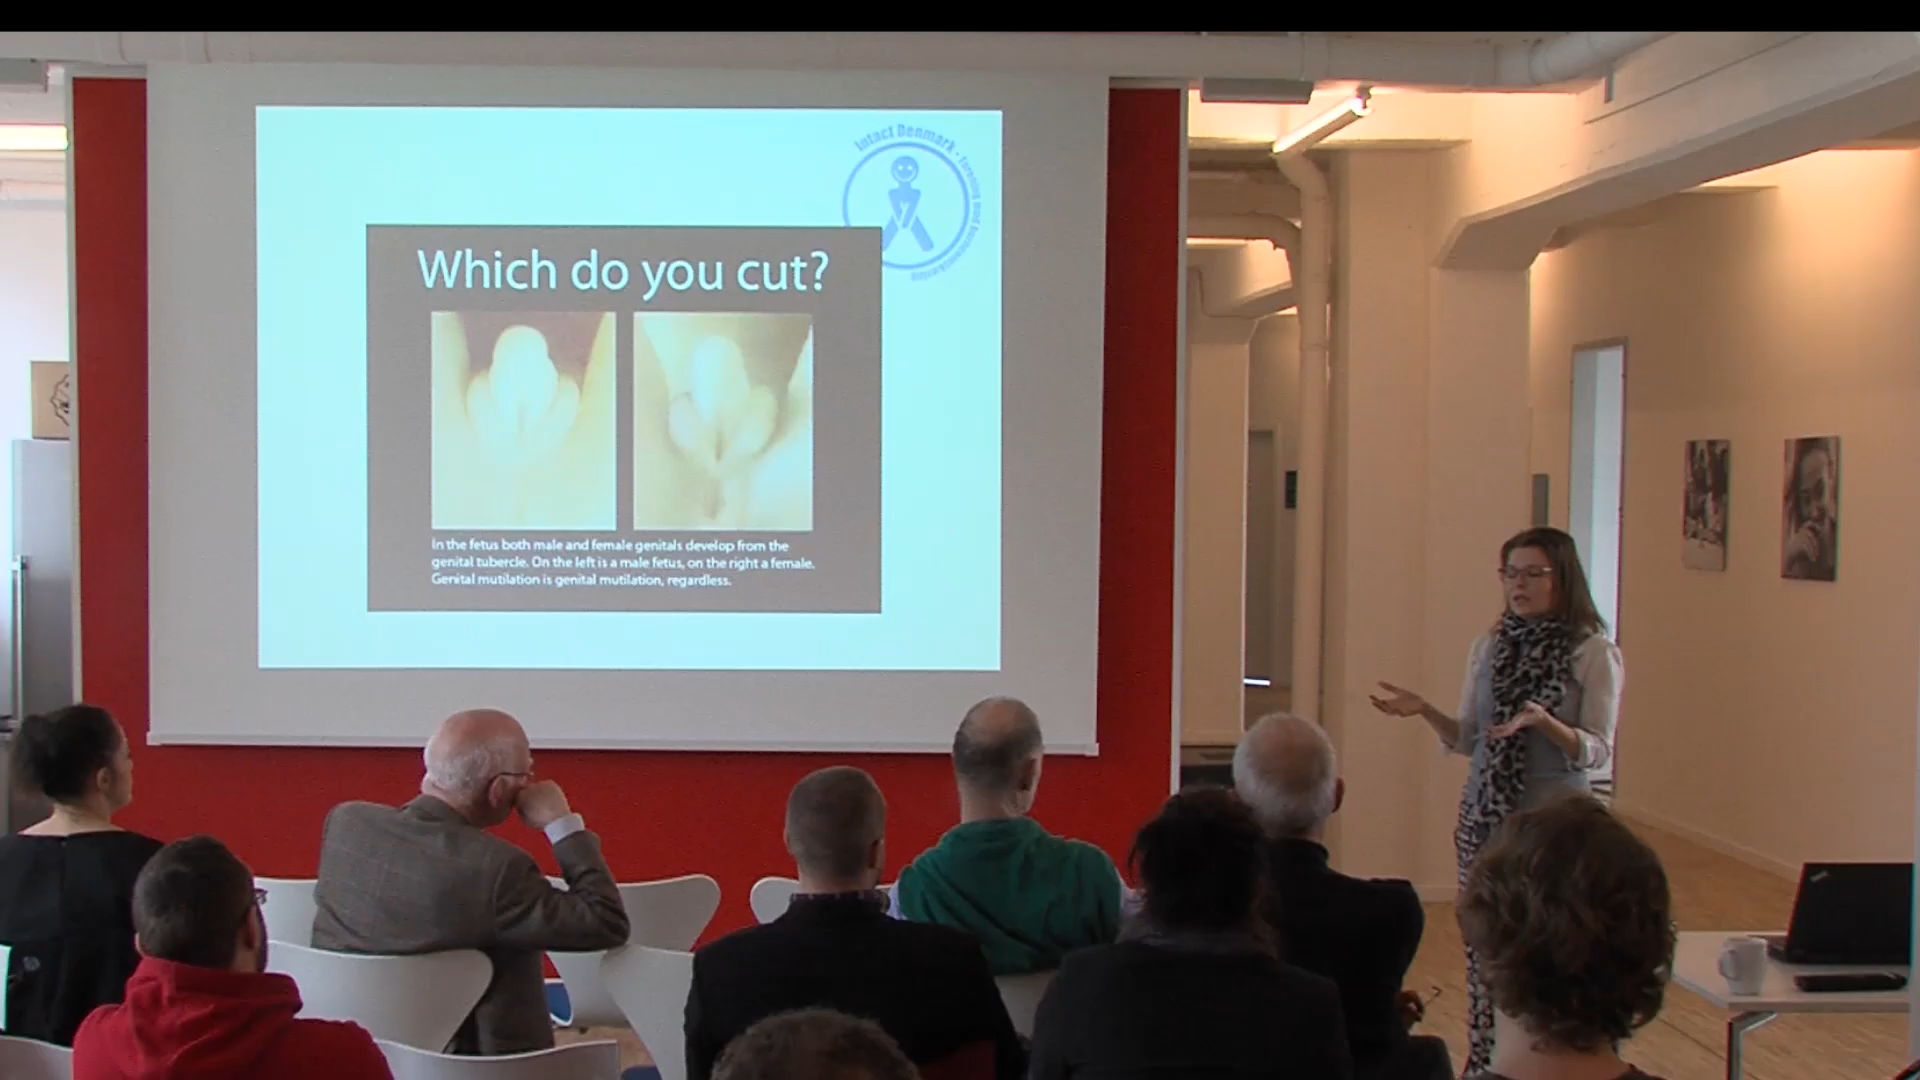 Intact Denmark
Which do you cut?
In the fetus both male and female genitals develop from the
genital tubercle. On the left is a male fetus, on the right a female.
Genital mutilation is genital mutilation, regardless.